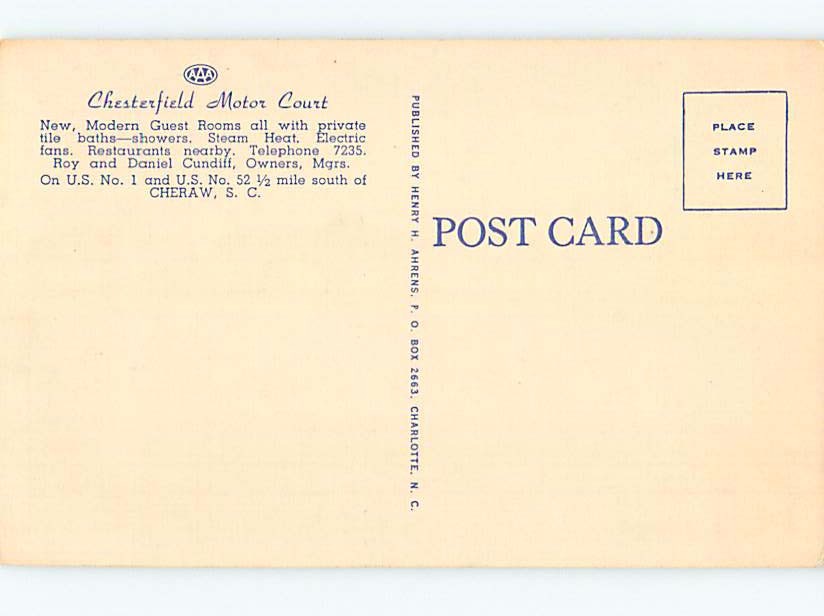 AAA
Chesterfield Motor Court
New, Modern Guest Rooms all with private
tile baths—showers. Steam Heat. Electric
fans. Restaurants nearby. Telephone 7235.
Roy and Daniel Cundiff, Owners, Mgrs.
On U.S. No. 1 and U.S. No. 52 ½ mile south of
CHERAW, S. C.
PUBLISHED BY HENRY H. AHRENS, P. O. BOX 2663, CHARLOTTE, N. C.
POST CARD
PLACE
STAMP
HERE